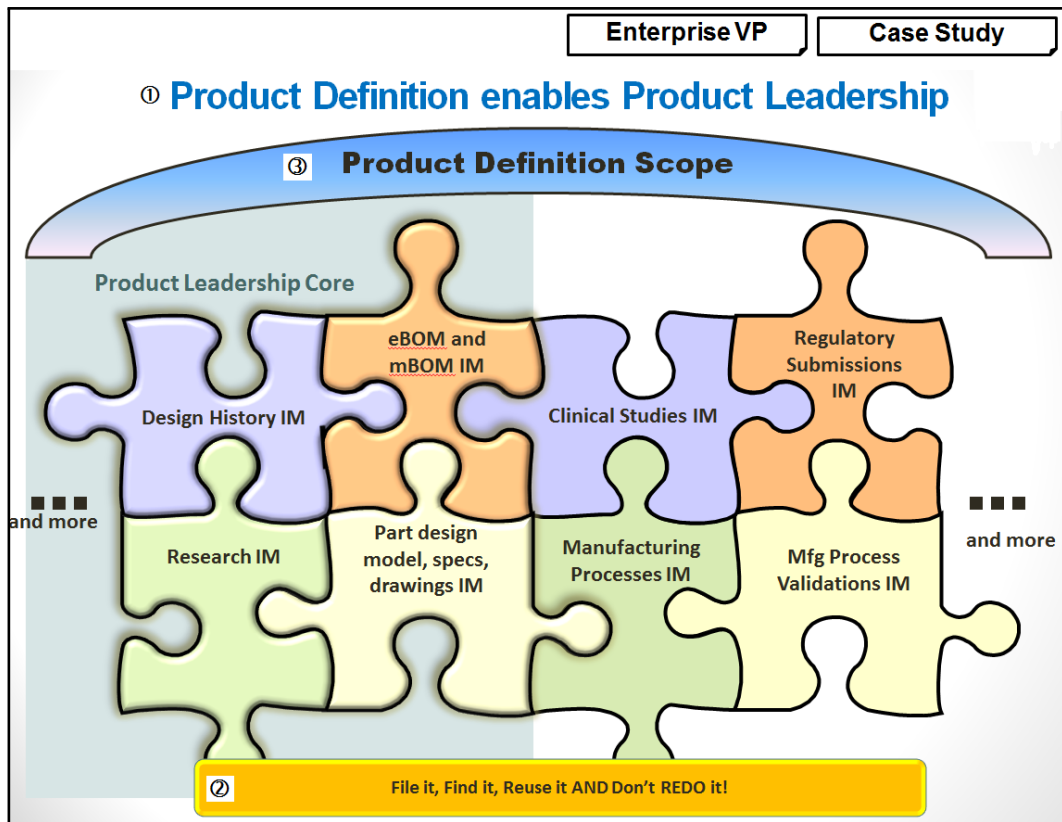 Enterprise VP
Case Study
① Product Definition enables Product Leadership
③ Product Definition Scope
Product Leadership Core
eBOM and
mBOM IM
Regulatory
Submissions
IM
Design History IM
Clinical Studies IM
and more
Research IM
Part design
model, specs,
drawings IM
Manufacturing
Processes IM
Mfg Process
Validations IM
and more
② File it, Find it, Reuse it AND Don't REDO it!